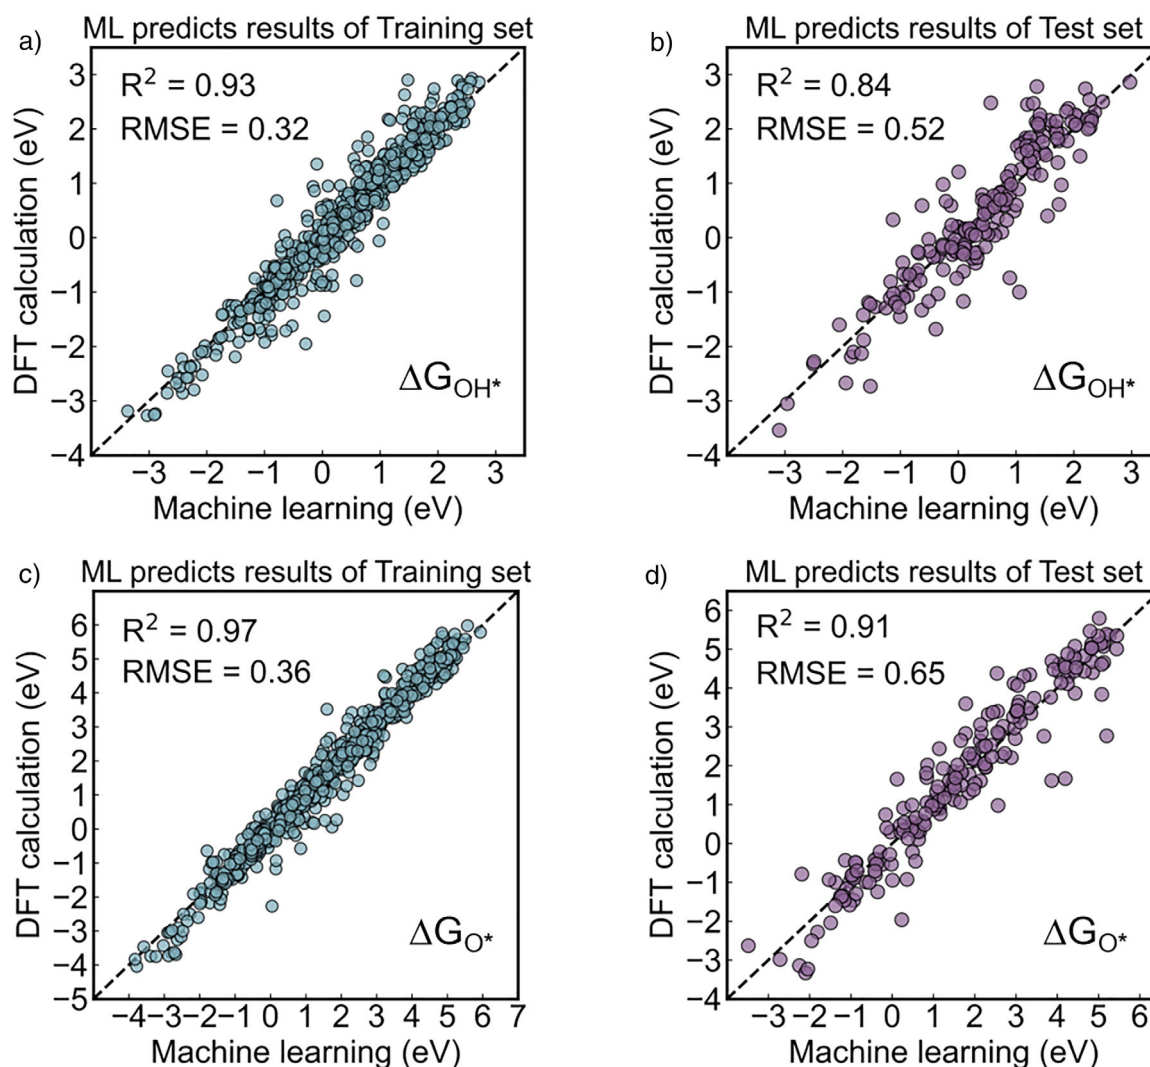 a)
ML predicts results of Training set
R² = 0.93
RMSE = 0.32
3
2
1
0
−1
−2
−3
−4
DFT calculation (eV)
ΔG_OH*
−3 −2 −1 0 1 2 3
Machine learning (eV)
b)
ML predicts results of Test set
R² = 0.84
RMSE = 0.52
3
2
1
0
−1
−2
−3
−4
DFT calculation (eV)
ΔG_OH*
−3 −2 −1 0 1 2 3
Machine learning (eV)
c)
ML predicts results of Training set
R² = 0.97
RMSE = 0.36
6
5
4
3
2
1
0
−1
−2
−3
−4
−5
DFT calculation (eV)
ΔG_O*
−4 −3 −2 −1 0 1 2 3 4 5 6 7
Machine learning (eV)
d)
ML predicts results of Test set
R² = 0.91
RMSE = 0.65
6
5
4
3
2
1
0
−1
−2
−3
−4
DFT calculation (eV)
ΔG_O*
−3 −2 −1 0 1 2 3 4 5 6
Machine learning (eV)